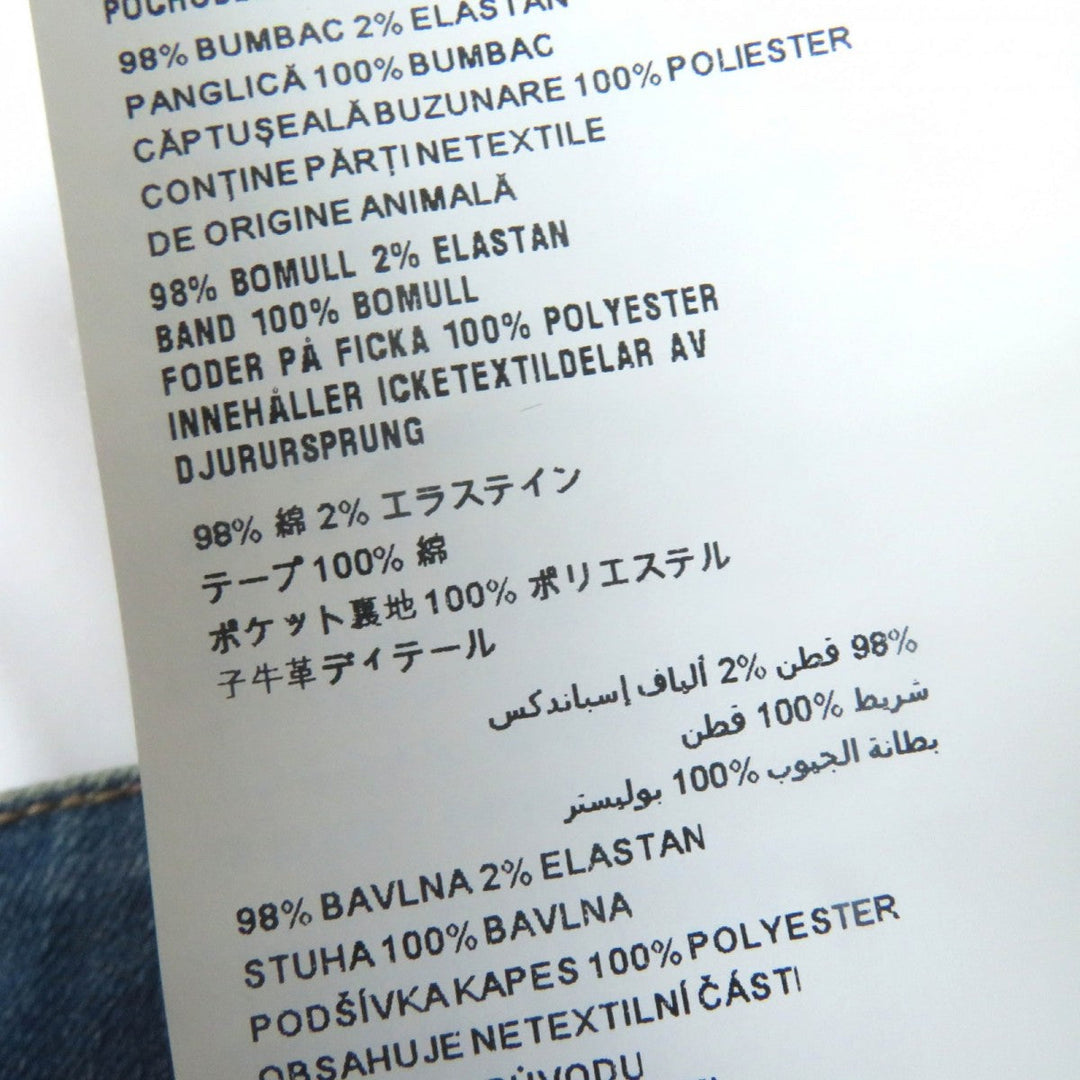 98% BUMBAC 2% ELASTAN
PANGLICĂ 100% BUMBAC
CĂPTUŞEALĂ BUZUNARE 100% POLIESTER
CONŢINE PĂRŢI NETEXTILE
DE ORIGINE ANIMALĂ
98% BOMULL 2% ELASTAN
BAND 100% BOMULL
FODER PÅ FICKA 100% POLYESTER
INNEHÅLLER ICKETEXTILDELAR AV
DJURURSPRUNG
98% 綿 2% エラステイン
テープ 100% 綿
ポケット裏地 100% ポリエステル
子牛革ディテール
98% قطن 2% ألياف إسباندكس
شريط 100% قطن
بطانة الجيوب 100% بوليستر
98% BAVLNA 2% ELASTAN
STUHA 100% BAVLNA
PODŠÍVKA KAPES 100% POLYESTER
OBSAHUJE NETEXTILNÍ ČÁSTI
PŮVODU